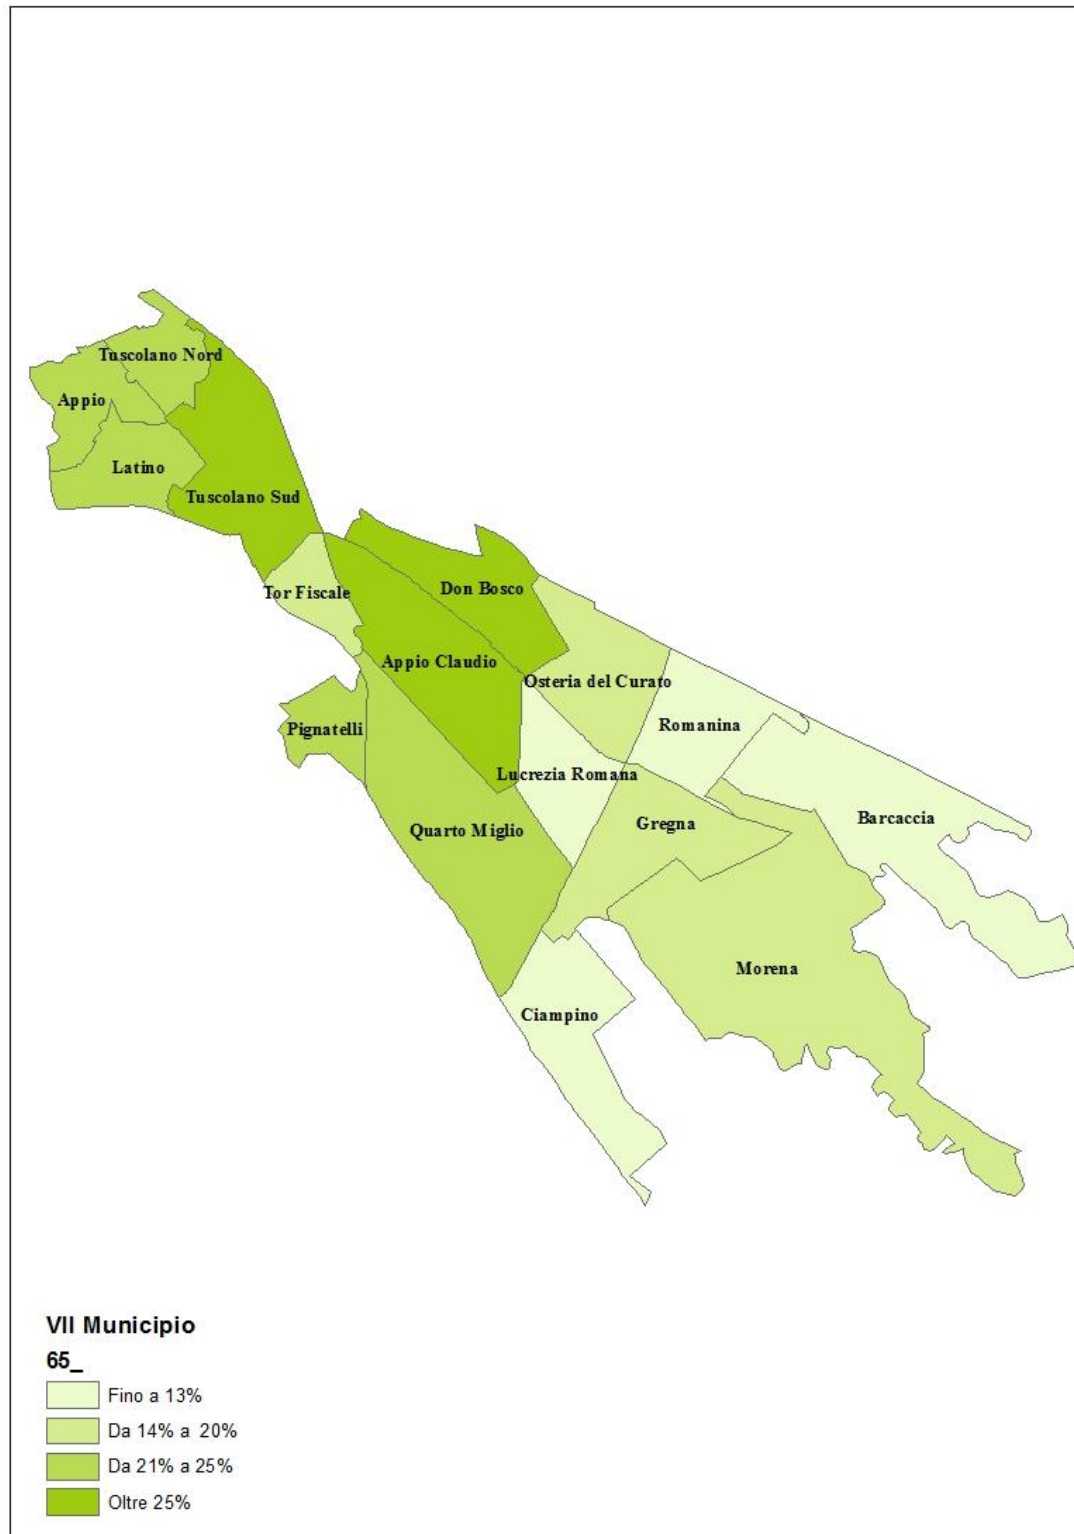 Tuscolano Nord
Appio
Latino
Tuscolano Sud
Tor Fiscale
Don Bosco
Appio Claudio
Osteria del Curato
Pignatelli
Romanina
Lucrezia Romana
Quarto Miglio
Gregna
Barcaccia
Morena
Ciampino
VII Municipio
65_
Fino a 13%
Da 14% a  20%
Da 21% a 25%
Oltre 25%